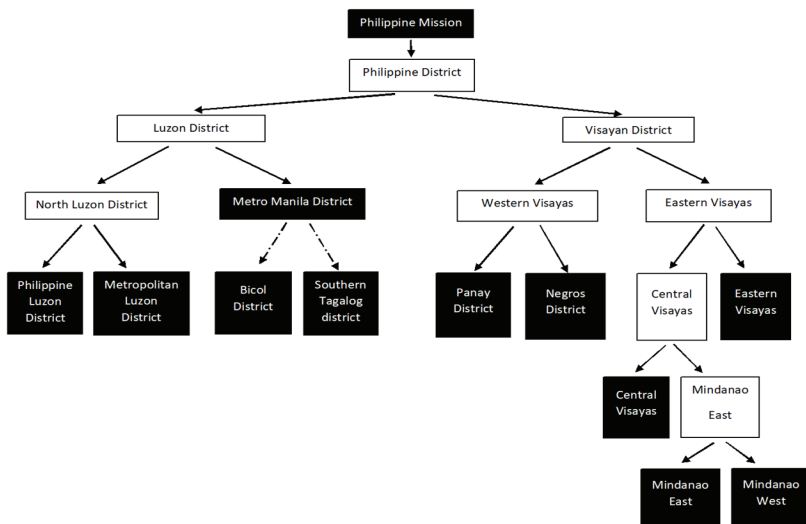 Philippine Mission
Philippine District
Luzon District
Visayan District
North Luzon District
Metro Manila District
Western Visayas
Eastern Visayas
Philippine
Luzon
District
Metropolitan
Luzon
District
Bicol
District
Southern
Tagalog
district
Panay
District
Negros
District
Central
Visayas
Eastern
Visayas
Central
Visayas
Mindanao
East
Mindanao
East
Mindanao
West